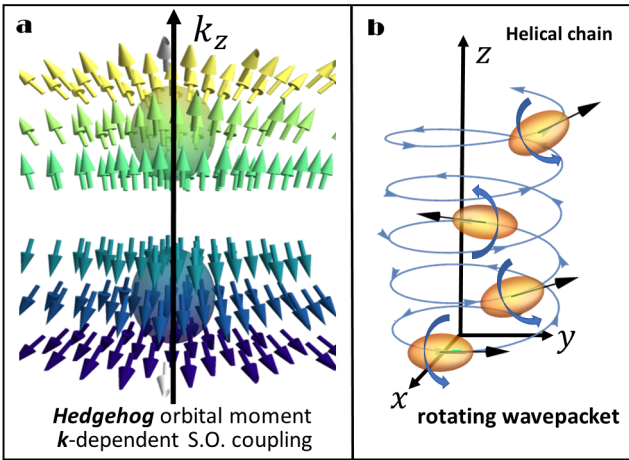 a
k_z
Hedgehog orbital moment
k-dependent S.O. coupling
b
Helical chain
z
y
x
rotating wavepacket